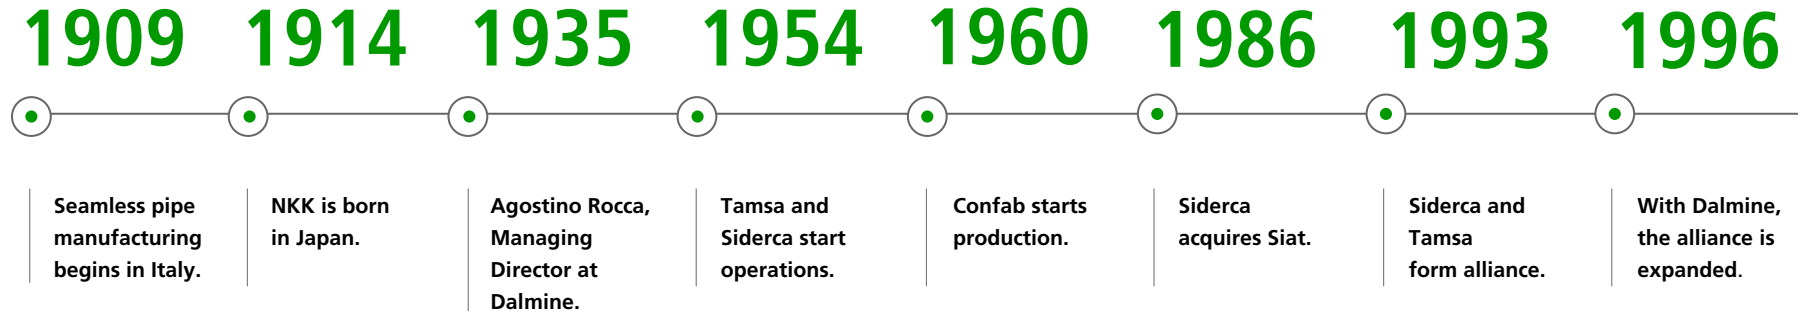 1909
Seamless pipe
manufacturing
begins in Italy.
1914
NKK is born
in Japan.
1935
Agostino Rocca,
Managing
Director at
Dalmine.
1954
Tamsa and
Siderca start
operations.
1960
Confab starts
production.
1986
Siderca
acquires Siat.
1993
Siderca and
Tamsa
form alliance.
1996
With Dalmine,
the alliance is
expanded.